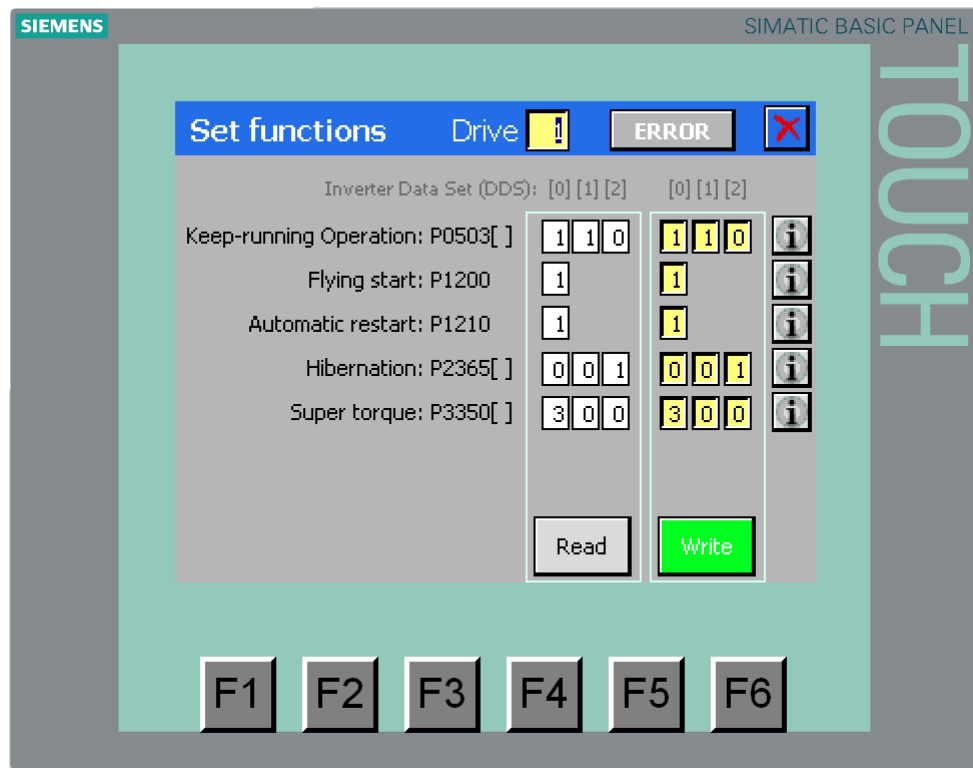 SIEMENS
SIMATIC BASIC PANEL
TOUCH
Set functions Drive 1 ERROR
Inverter Data Set (DDS): [0] [1] [2] [0] [1] [2]
Keep-running Operation: P0503[ ] 1 1 0 1 1 0 i
Flying start: P1200 1 1 i
Automatic restart: P1210 1 1 i
Hibernation: P2365[ ] 0 0 1 0 0 1 i
Super torque: P3350[ ] 3 0 0 3 0 0 i
Read Write
F1 F2 F3 F4 F5 F6